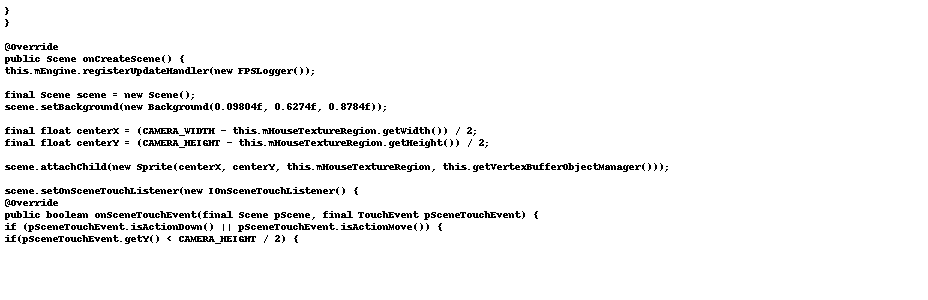 }
}
@Override
public Scene onCreateScene() {
this.mEngine.registerUpdateHandler(new FPSLogger());
final Scene scene = new Scene();
scene.setBackground(new Background(0.09804f, 0.6274f, 0.8784f));
final float centerX = (CAMERA_WIDTH - this.mHouseTextureRegion.getWidth()) / 2;
final float centerY = (CAMERA_HEIGHT - this.mHouseTextureRegion.getHeight()) / 2;
scene.attachChild(new Sprite(centerX, centerY, this.mHouseTextureRegion, this.getVertexBufferObjectManager()));
scene.setOnSceneTouchListener(new IOnSceneTouchListener() {
@Override
public boolean onSceneTouchEvent(final Scene pScene, final TouchEvent pSceneTouchEvent) {
if (pSceneTouchEvent.isActionDown() || pSceneTouchEvent.isActionMove()) {
if(pSceneTouchEvent.getY() < CAMERA_HEIGHT / 2) {